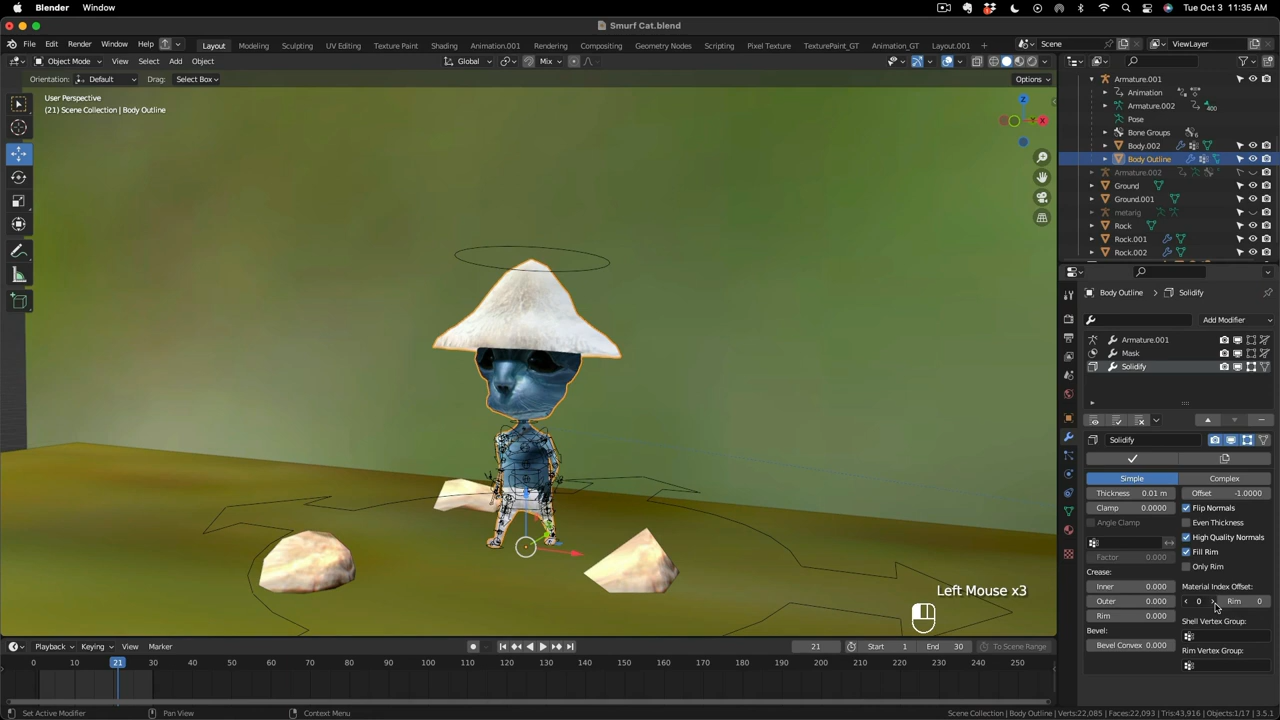 Blender Window
Tue Oct 3 11:35 AM
Smurf Cat.blend
File Edit Render Window Help
Layout Modeling Sculpting UV Editing Texture Paint Shading Animation.001 Rendering Compositing Geometry Nodes Scripting Pixel Texture TexturePaint_GT Animation_GT Layout.001
Scene
ViewLayer
Object Mode View Select Add Object
Global
Mix
Orientation: Default Drag: Select Box
Options
User Perspective
(21) Scene Collection | Body Outline
Z
Y
X
Armature.001
Animation
Armature.002
400
Pose
Bone Groups
6
Body.002
Body Outline
Armature.002
Ground
Ground.001
metarig
Rock
Rock.001
Rock.002
Body Outline > Solidify
Add Modifier
Armature.001
Mask
Solidify
Solidify
Simple Complex
Thickness 0.01 m Offset -1.0000
Clamp 0.0000 Flip Normals
Angle Clamp Even Thickness
High Quality Normals
Fill Rim
Factor 0.000
Only Rim
Crease:
Inner 0.000
Outer 0.000
Rim 0.000
Material Index Offset:
0 Rim 0
Shell Vertex Group:
Bevel:
Bevel Convex 0.000
Rim Vertex Group:
Left Mouse x3
Playback Keying View Marker
21 Start 1 End 30 To Scene Range
0 10 21 30 40 50 60 70 80 90 100 110 120 130 140 150 160 170 180 190 200 210 220 230 240 250
Set Active Modifier Pan View Context Menu
Scene Collection | Body Outline | Verts:22,085 | Faces:22,093 | Tris:43,916 | Objects:1/17 | 3.5.1